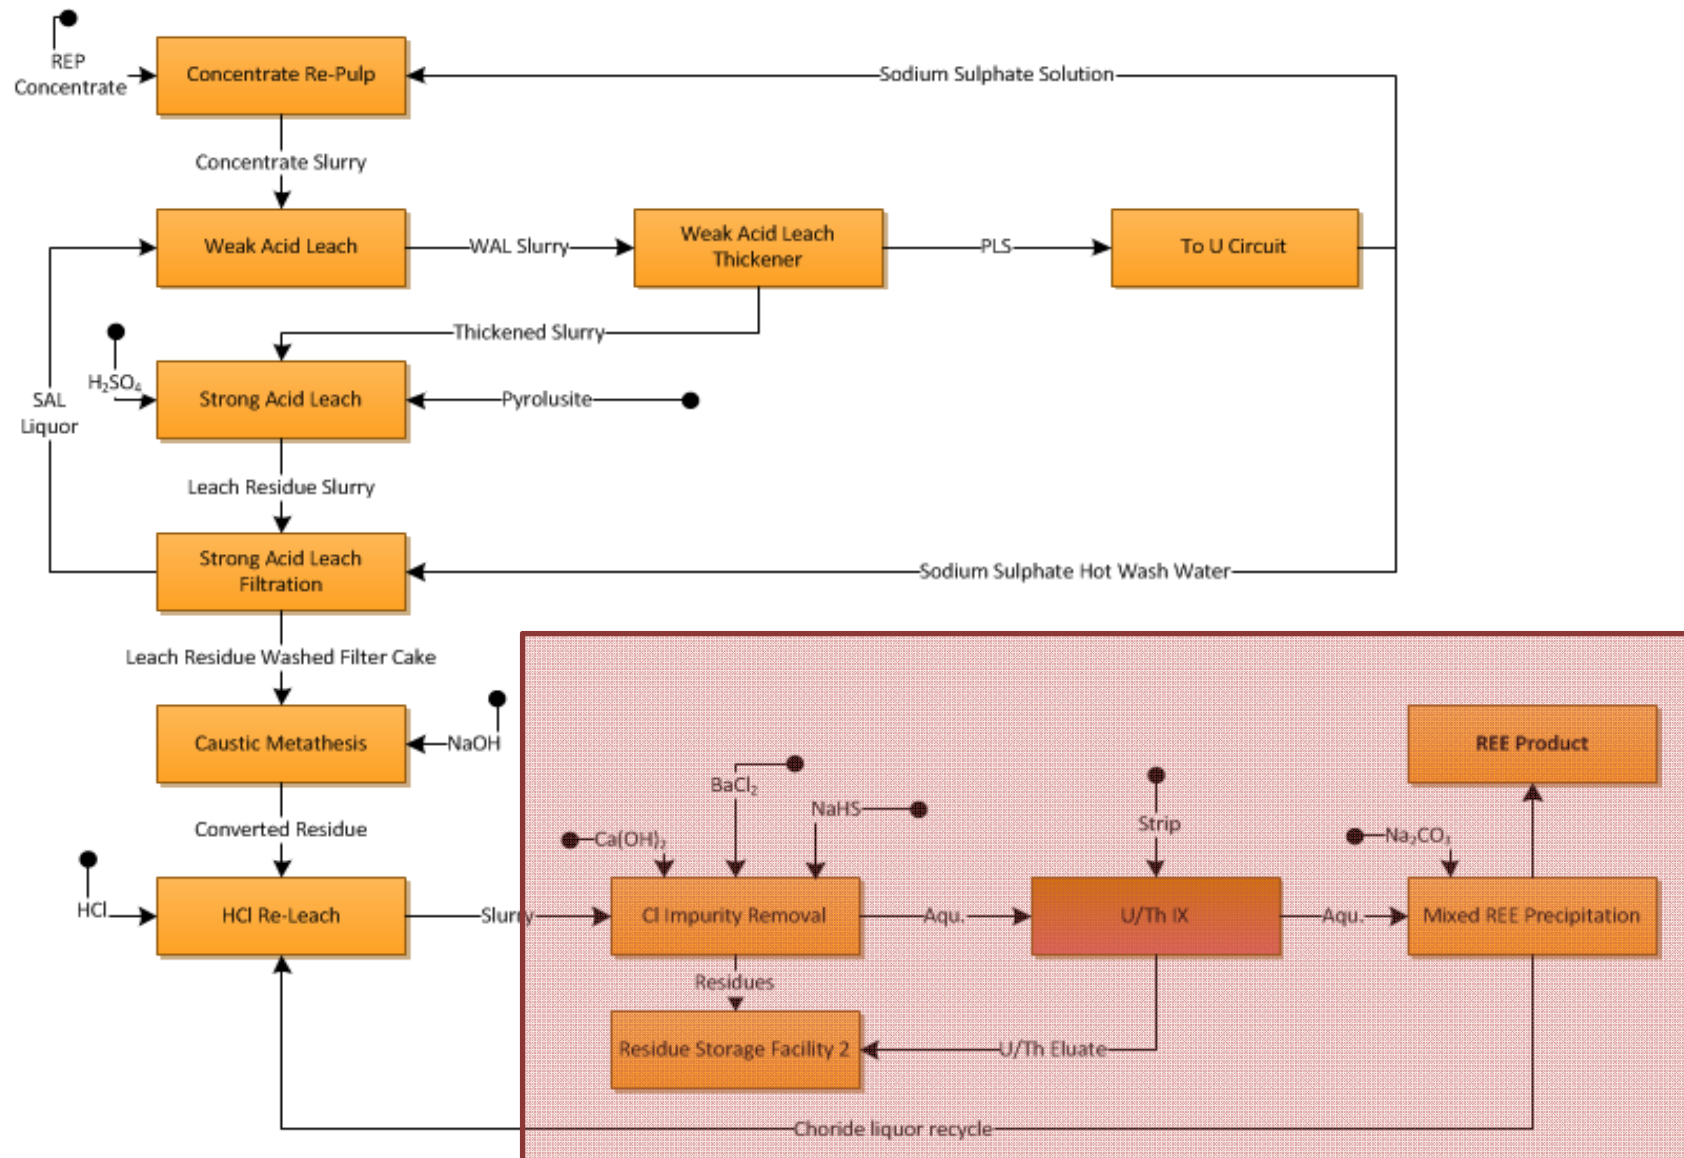 REP
Concentrate
Concentrate Re-Pulp
Sodium Sulphate Solution
Concentrate Slurry
Weak Acid Leach
WAL Slurry
Weak Acid Leach
Thickener
PLS
To U Circuit
Thickened Slurry
H₂SO₄
Strong Acid Leach
Pyrolusite
SAL
Liquor
Leach Residue Slurry
Strong Acid Leach
Filtration
Sodium Sulphate Hot Wash Water
Leach Residue Washed Filter Cake
Caustic Metathesis
NaOH
REE Product
BaCl₂
NaHS
Strip
Converted Residue
Ca(OH)₂
Na₂CO₃
HCl
HCl Re-Leach
Slurry
Cl Impurity Removal
Aqu.
U/Th IX
Aqu.
Mixed REE Precipitation
Residues
Residue Storage Facility 2
U/Th Eluate
Choride liquor recycle